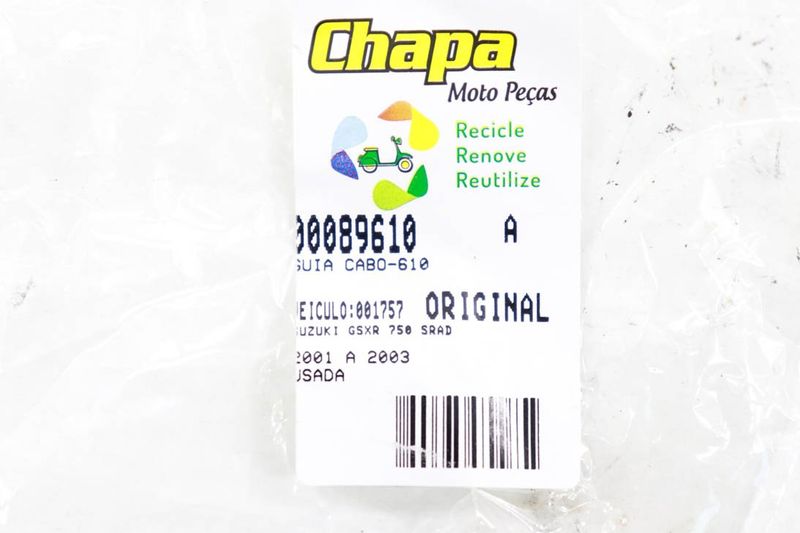 Chapa
Moto Peças
Recicle
Renove
Reutilize
00089610 A
GUIA CABO-610
VEICULO:001757 ORIGINAL
SUZUKI GSXR 750 SRAD
2001 A 2003
USADA